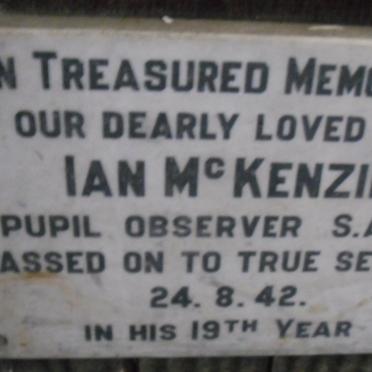 N TREASURED MEMO
OUR DEARLY LOVED
IAN McKENZI
PUPIL OBSERVER S.A
ASSED ON TO TRUE SE
24. 8. 42.
IN HIS 19TH YEAR